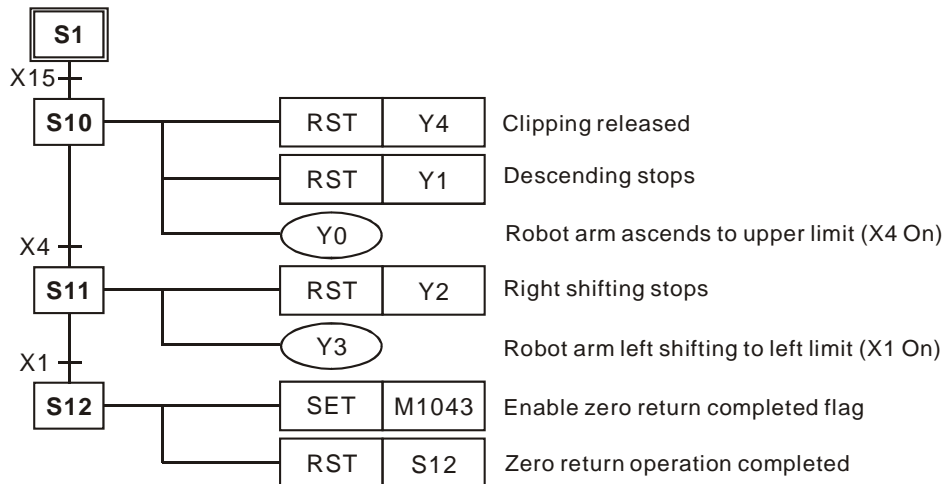 S1
X15
S10 RST Y4 Clipping released
RST Y1 Descending stops
Y0 Robot arm ascends to upper limit (X4 On)
X4
S11 RST Y2 Right shifting stops
Y3 Robot arm left shifting to left limit (X1 On)
X1
S12 SET M1043 Enable zero return completed flag
RST S12 Zero return operation completed